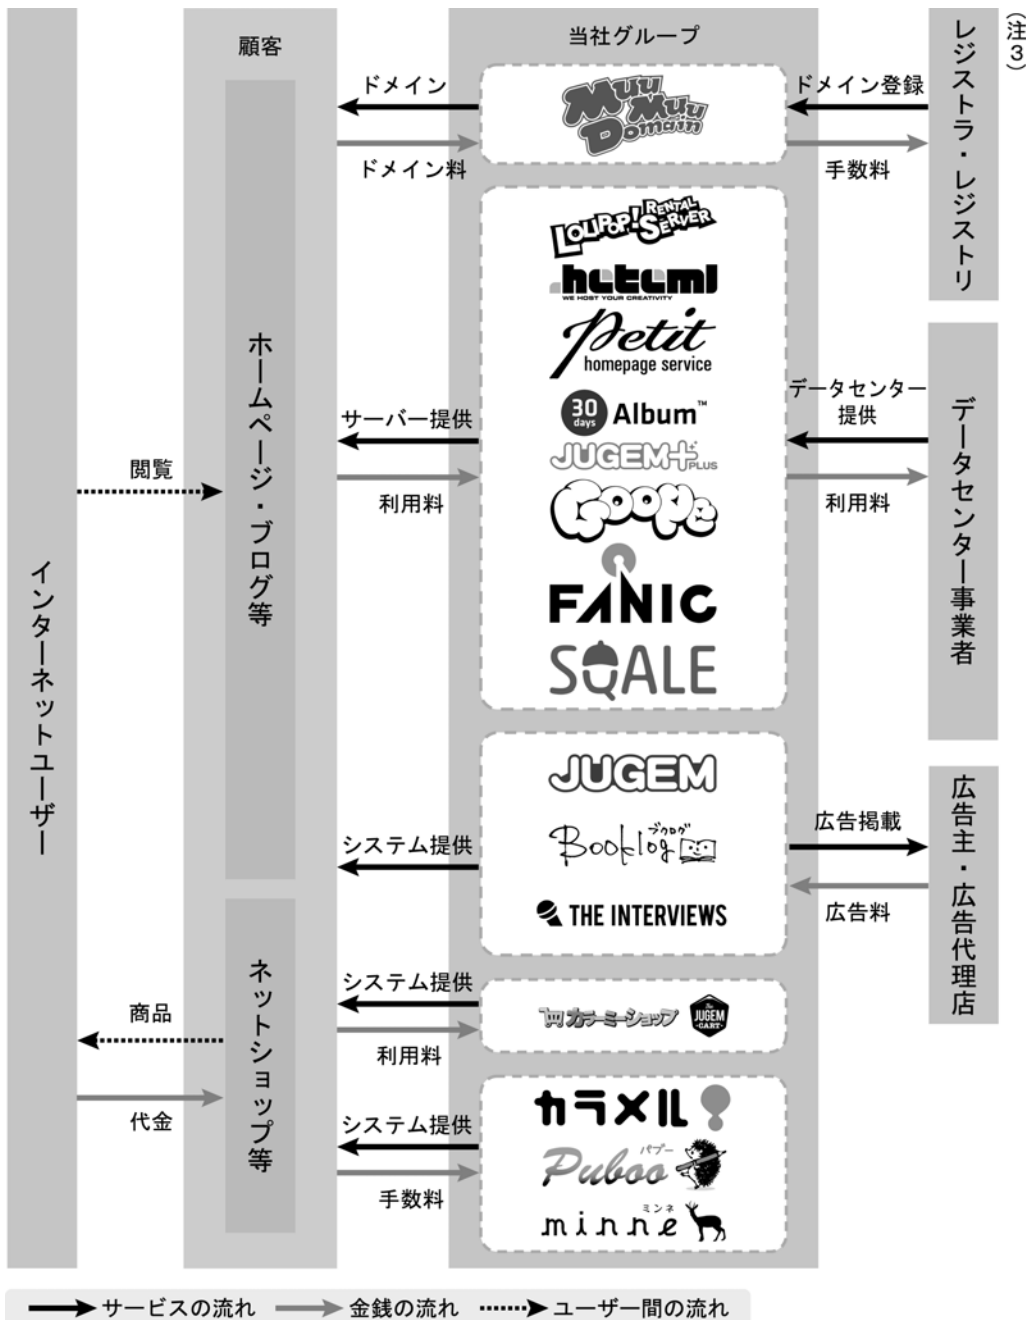 顧客
当社グループ
(注3)
レジストラ・レジストリ
ドメイン
ドメイン料
MuuMuu
Domain
ドメイン登録
手数料
LOLIPOP! RENTAL SERVER
.heteml
WE HOST YOUR CREATIVITY
Petit
homepage service
30 days Album™
JUGEM+ PLUS
Goope
FANIC
SQALE
サーバー提供
利用料
データセンター
提供
利用料
データセンター事業者
閲覧
ホームページ・ブログ等
インターネットユーザー
JUGEM
Booklog ブクログ
THE INTERVIEWS
システム提供
広告掲載
広告料
広告主・広告代理店
ネットショップ等
商品
代金
システム提供
利用料
カラーミーショップ
The
JUGEM
-CART-
システム提供
手数料
カラメル
Puboo パブー
minne ミンネ
サービスの流れ
金銭の流れ
ユーザー間の流れ